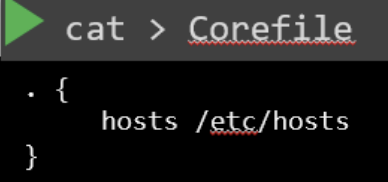 cat > Corefile
. {
hosts /etc/hosts
}